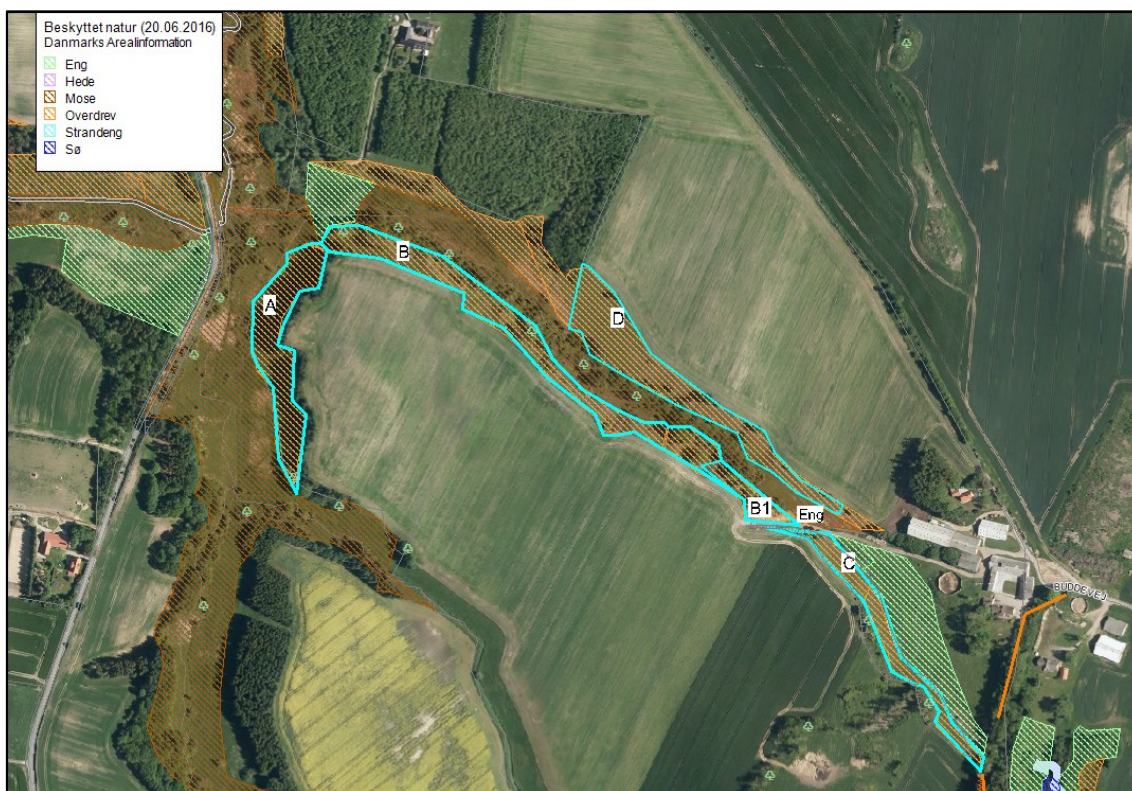 Beskyttet natur (20.06.2016)
Danmarks Arealinformation
Eng
Hede
Mose
Overdrev
Strandeng
Sø
A
B
D
B1
Eng
C
BUDDEVEJ